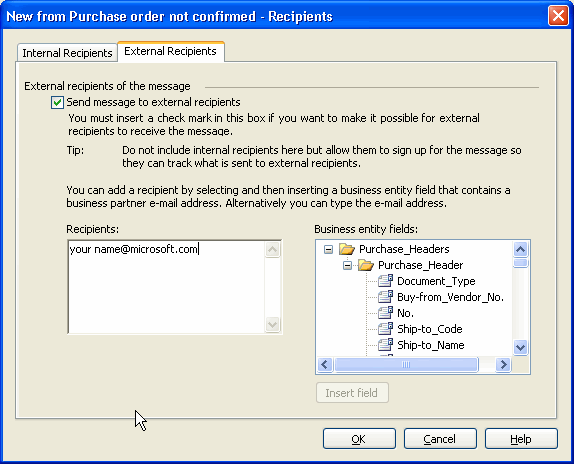 New from Purchase order not confirmed - Recipients
Internal Recipients
External Recipients
External recipients of the message
Send message to external recipients
You must insert a check mark in this box if you want to make it possible for external
recipients to receive the message.
Tip: Do not include internal recipients here but allow them to sign up for the message so
they can track what is sent to external recipients.
You can add a recipient by selecting and then inserting a business entity field that contains a
business partner e-mail address. Alternatively you can type the e-mail address.
Recipients:
your name@microsoft.com
Business entity fields:
Purchase_Headers
Purchase_Header
Document_Type
Buy-from_Vendor_No.
No.
Ship-to_Code
Ship-to_Name
Insert field
OK
Cancel
Help